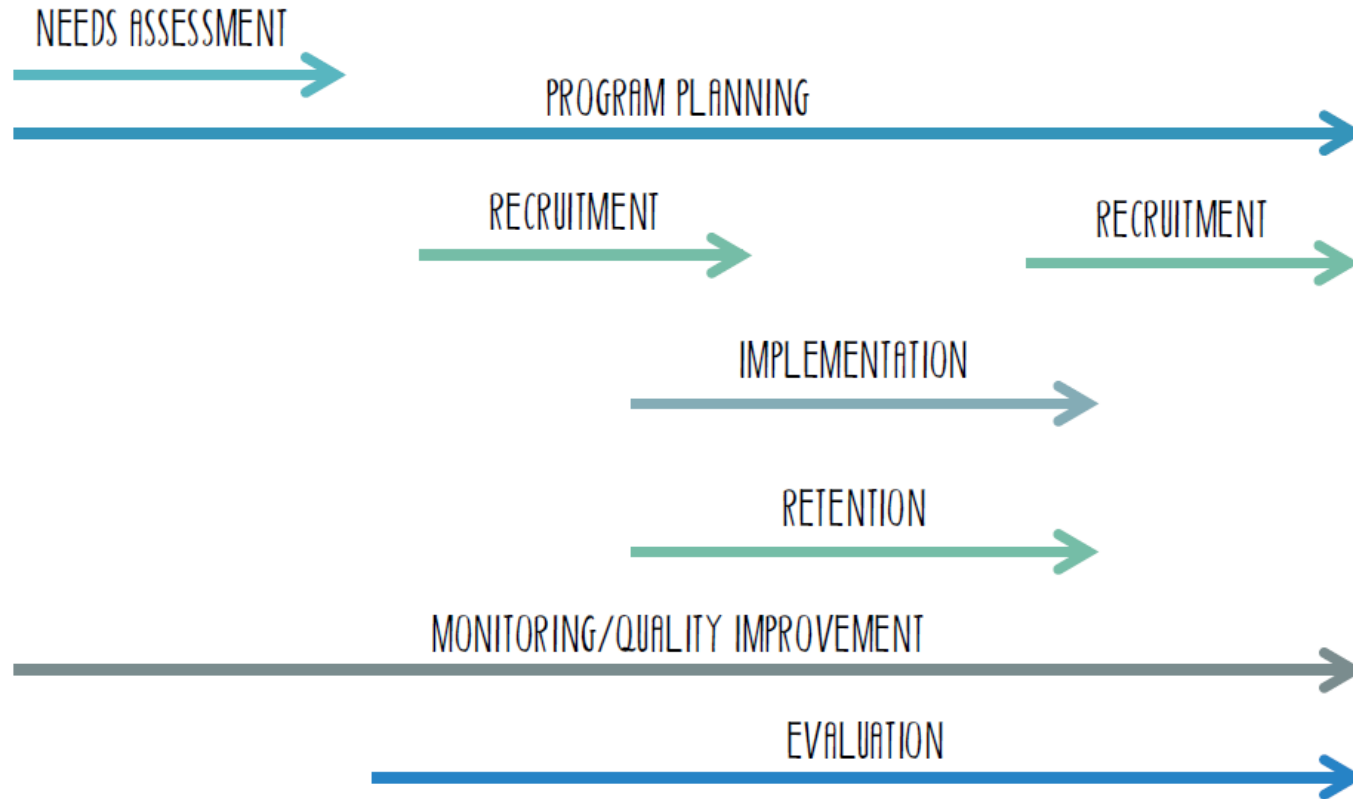 NEEDS ASSESSMENT
PROGRAM PLANNING
RECRUITMENT
RECRUITMENT
IMPLEMENTATION
RETENTION
MONITORING/QUALITY IMPROVEMENT
EVALUATION